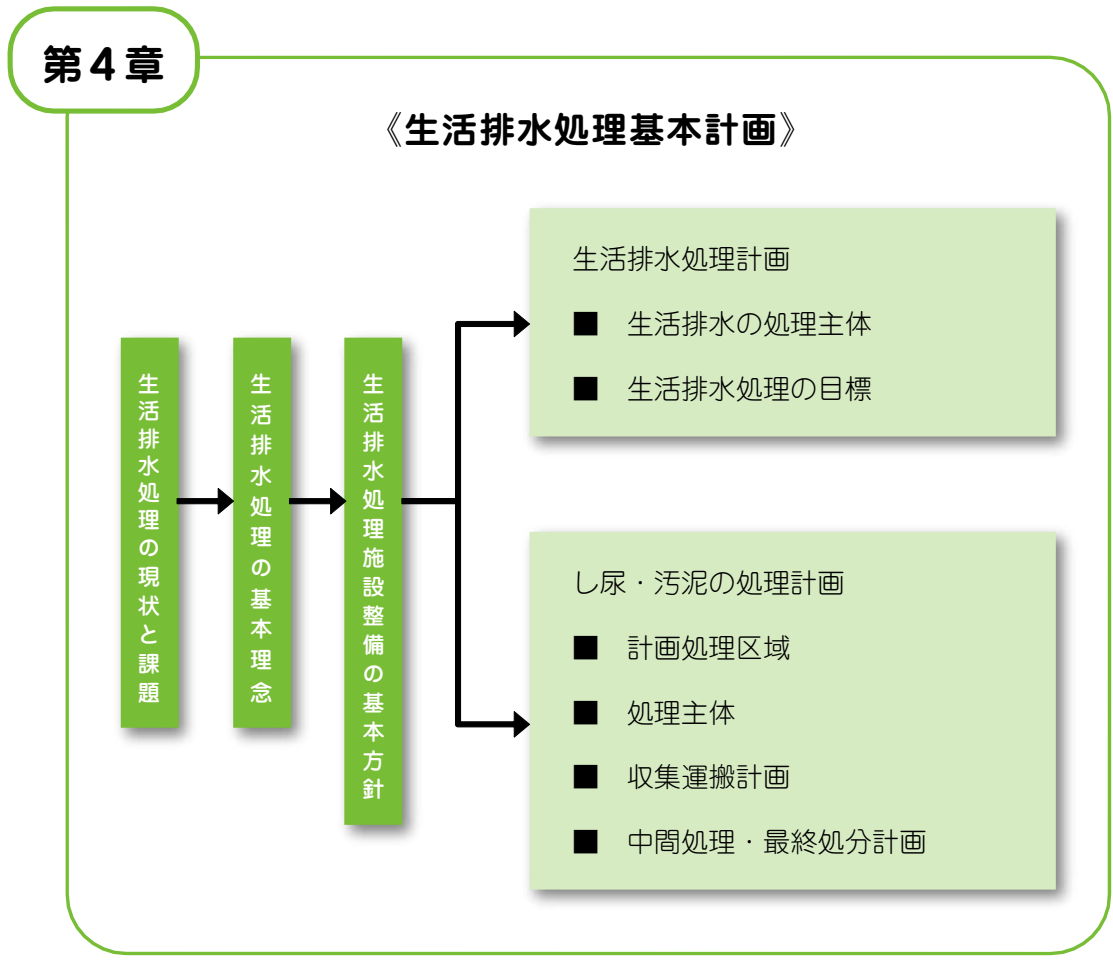 第4章
《生活排水処理基本計画》
生活排水処理の現状と課題
生活排水処理の基本理念
生活排水処理施設整備の基本方針
生活排水処理計画
■ 生活排水の処理主体
■ 生活排水処理の目標
し尿・汚泥の処理計画
■ 計画処理区域
■ 処理主体
■ 収集運搬計画
■ 中間処理・最終処分計画